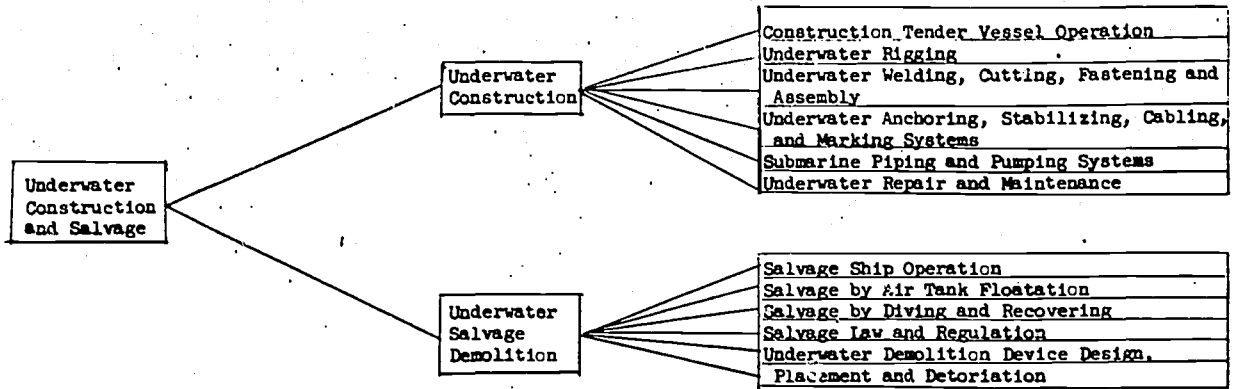 Underwater
Construction
and Salvage
Underwater
Construction
Construction Tender Vessel Operation
Underwater Rigging
Underwater Welding, Cutting, Fastening and
Assembly
Underwater Anchoring, Stabilizing, Cabling,
and Marking Systems
Submarine Piping and Pumping Systems
Underwater Repair and Maintenance
Underwater
Salvage
Demolition
Salvage Ship Operation
Salvage by Air Tank Floatation
Salvage by Diving and Recovering
Salvage Law and Regulation
Underwater Demolition Device Design,
Placement and Detoriation